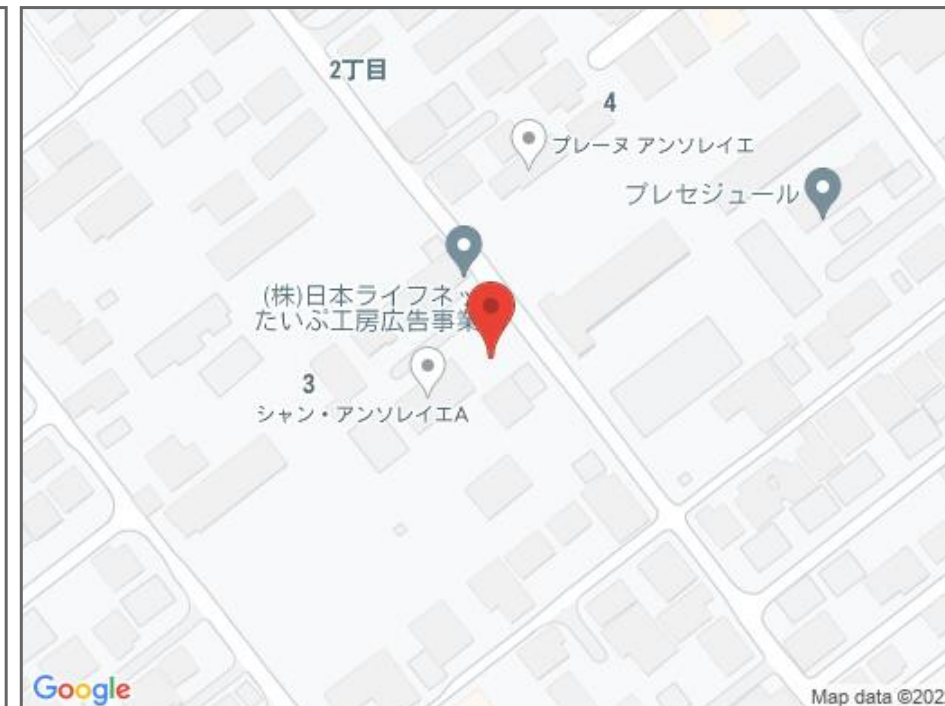 2丁目
4
プレーヌ アンソレイエ
プレセジュール
(株)日本ライフネッ
たいぷ工房広告事業
3
シャン・アンソレイエA
Google
Map data ©202